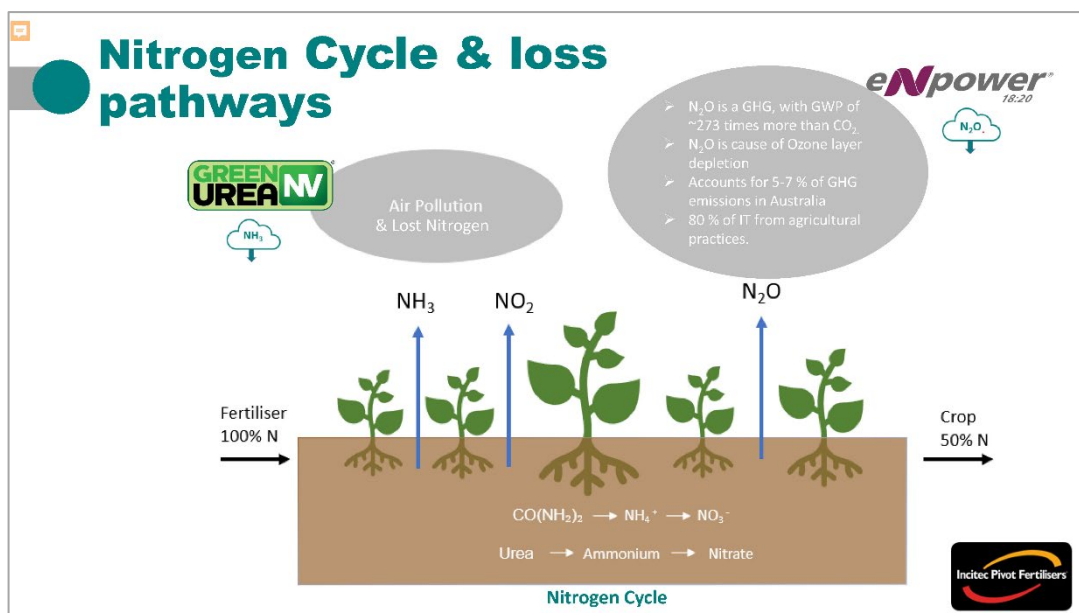 Nitrogen Cycle & loss
pathways
eNpower®
18:20
GREEN
UREA NV
NH₃
Air Pollution
& Lost Nitrogen
➢ N₂O is a GHG, with GWP of
~273 times more than CO₂.
➢ N₂O is cause of Ozone layer
depletion
➢ Accounts for 5-7 % of GHG
emissions in Australia
➢ 80 % of IT from agricultural
practices.
N₂O.
NH₃
NO₂
N₂O
Fertiliser
100% N
Crop
50% N
CO(NH₂)₂ → NH₄⁺ → NO₃⁻
Urea → Ammonium → Nitrate
Nitrogen Cycle
Incitec Pivot Fertilisers